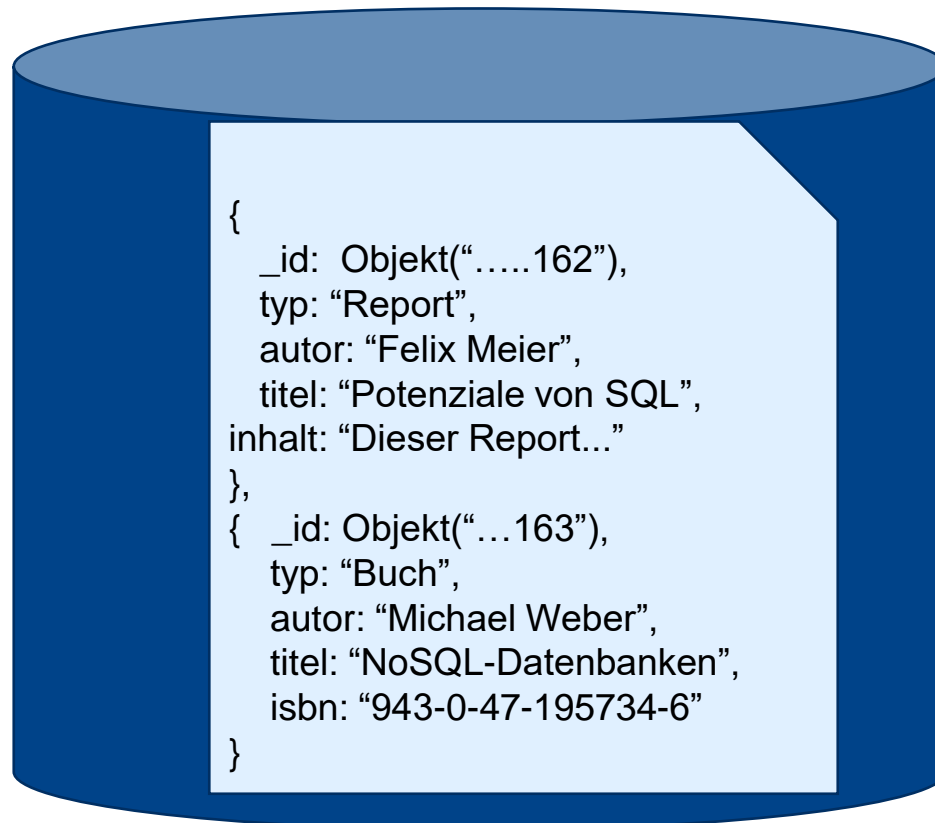 {
_id: Objekt(“…..162”),
typ: “Report”,
autor: “Felix Meier”,
titel: “Potenziale von SQL”,
inhalt: “Dieser Report...”
},
{ _id: Objekt(“…163”),
typ: “Buch”,
autor: “Michael Weber”,
titel: “NoSQL-Datenbanken”,
isbn: “943-0-47-195734-6”
}